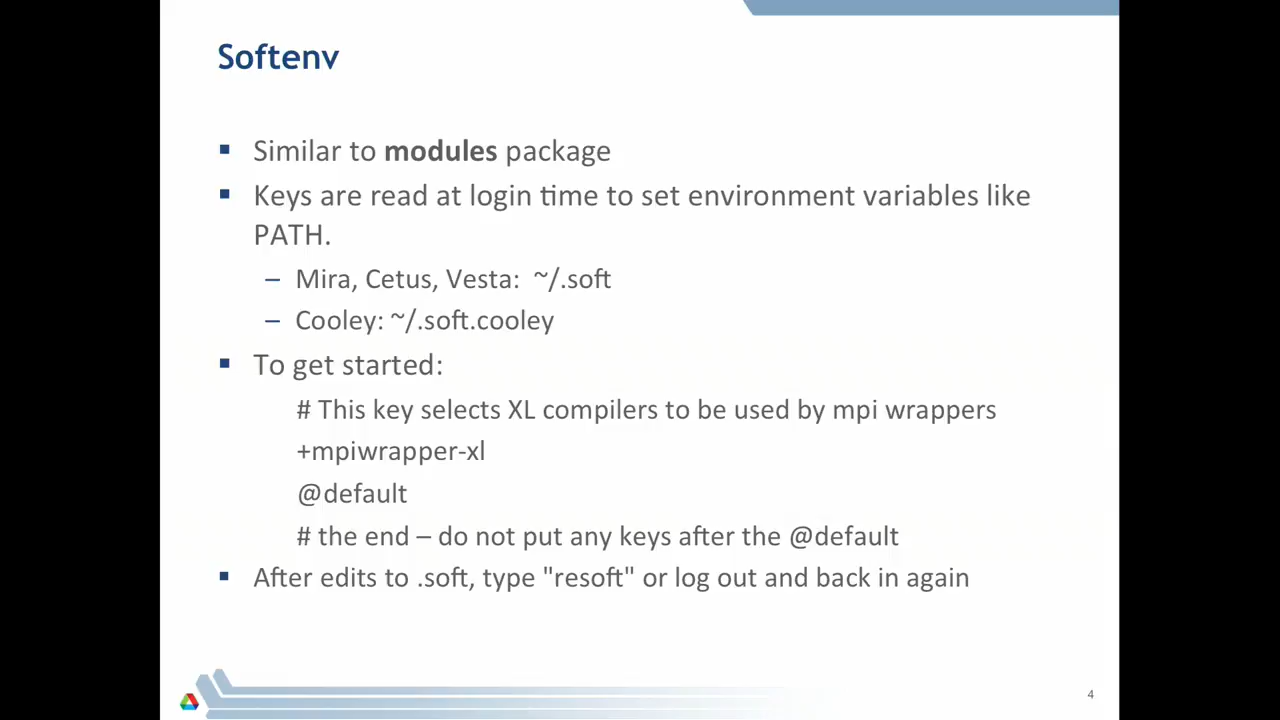 Softenv
▪ Similar to modules package
▪ Keys are read at login time to set environment variables like
PATH.
– Mira, Cetus, Vesta: ~/.soft
– Cooley: ~/.soft.cooley
▪ To get started:
# This key selects XL compilers to be used by mpi wrappers
+mpiwrapper-xl
@default
# the end – do not put any keys after the @default
▪ After edits to .soft, type "resoft" or log out and back in again
4